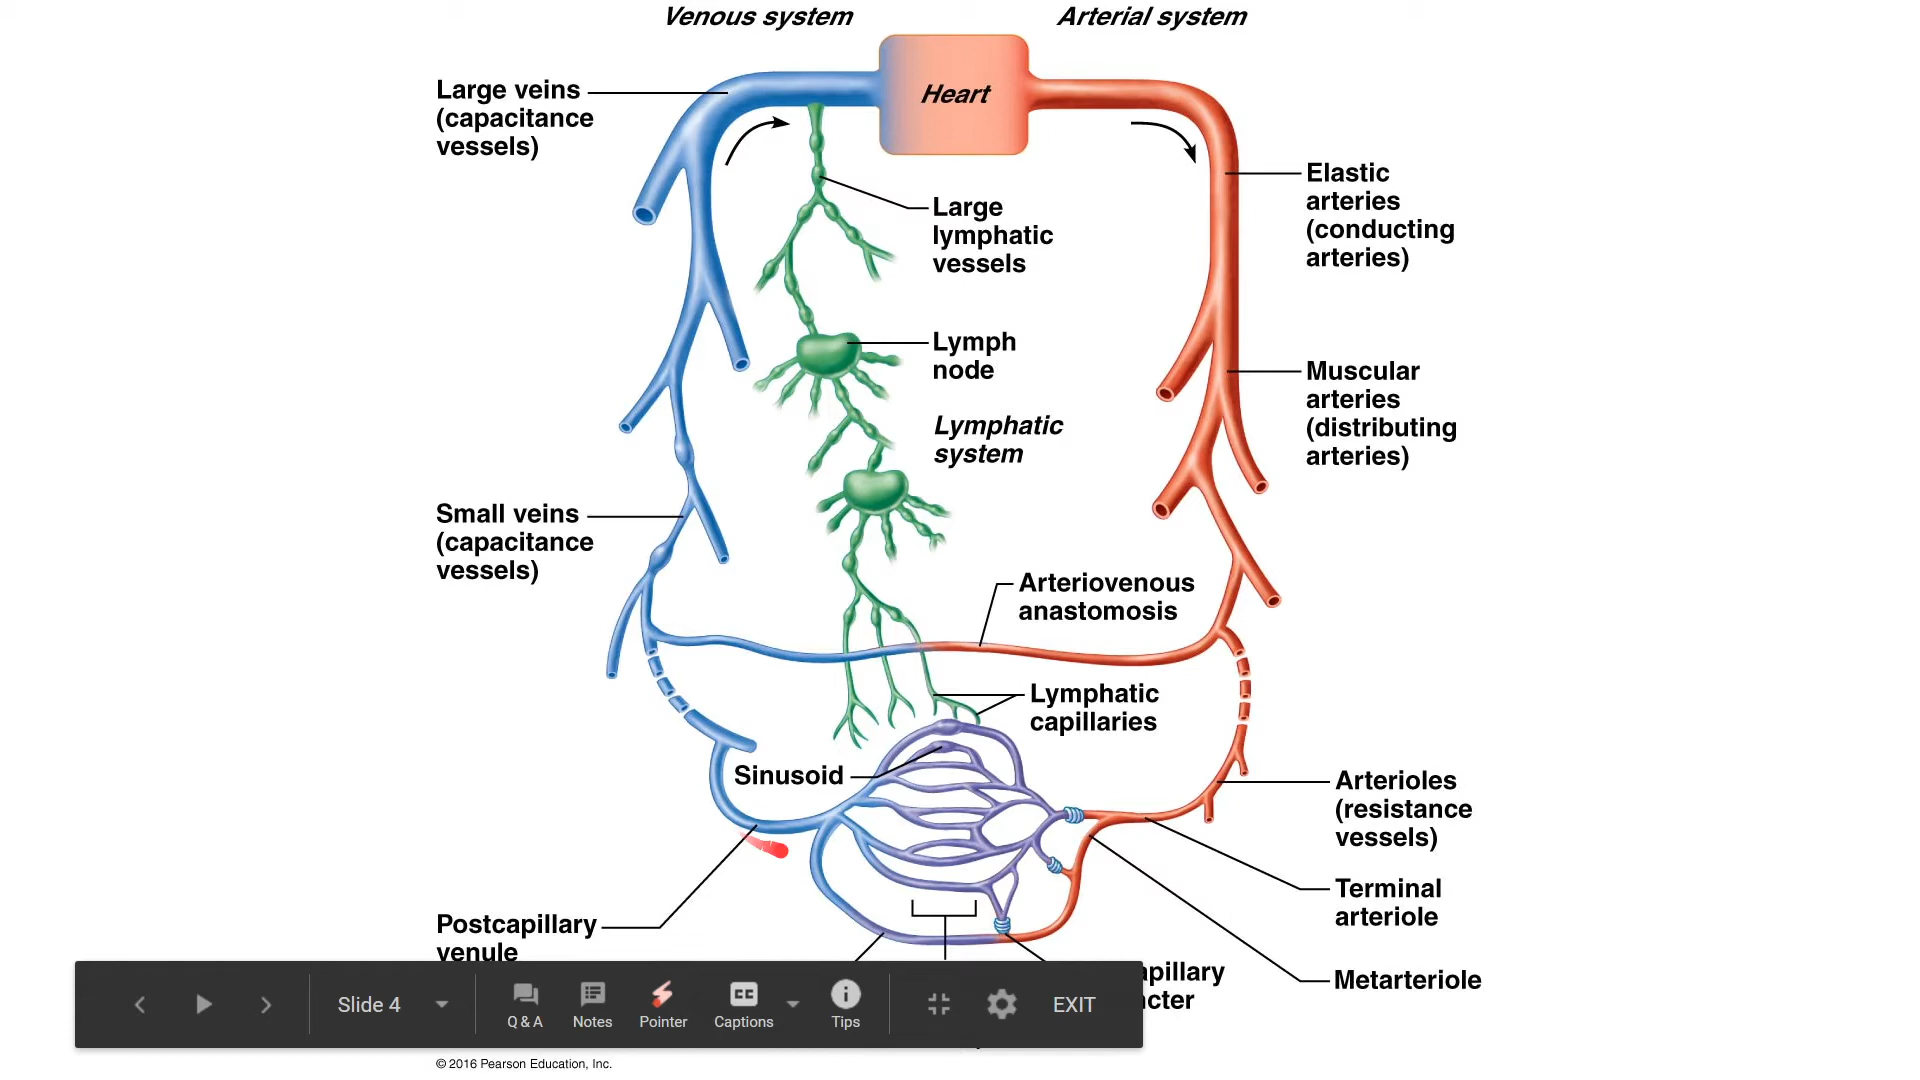 Venous system
Arterial system
Heart
Large veins
(capacitance
vessels)
Elastic
arteries
(conducting
arteries)
Large
lymphatic
vessels
Lymph
node
Muscular
arteries
(distributing
arteries)
Lymphatic
system
Small veins
(capacitance
vessels)
Arteriovenous
anastomosis
Lymphatic
capillaries
Sinusoid
Arterioles
(resistance
vessels)
Terminal
arteriole
Postcapillary
venule
Metarteriole
Slide 4
Q & A
Notes
Pointer
CC
Captions
Tips
EXIT
© 2016 Pearson Education, Inc.